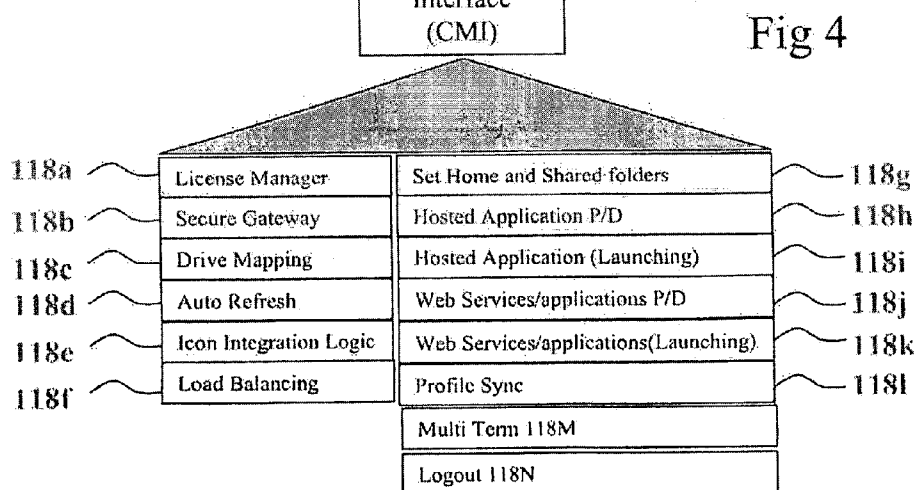 Interface
(CMI)
Fig 4
118a License Manager
118b Secure Gateway
118c Drive Mapping
118d Auto Refresh
118e Icon Integration Logic
118f Load Balancing
Set Home and Shared folders 118g
Hosted Application P/D 118h
Hosted Application (Launching) 118i
Web Services/applications P/D 118j
Web Services/applications(Launching) 118k
Profile Sync 118l
Multi Term 118M
Logout 118N